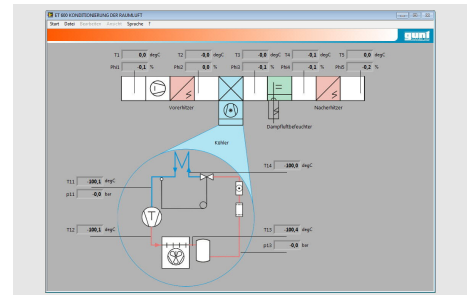 ET 600 KONDITIONIERUNG DER RAUMLUFT
Start Datei Bearbeiten Ansicht Sprache ?
gunt
T1 0,0 degC T2 -0,0 degC T3 -0,0 degC T4 -0,1 degC T5 0,0 degC
Phi1 -0,1 % Phi2 0,0 % Phi3 -0,1 % Phi4 -0,1 % Phi5 -0,2 %
Vorerhitzer
Nacherhitzer
Dampfluftbefeuchter
Kühler
T14 -100,0 degC
T11 -100,1 degC
p11 -0,0 bar
T
T12 -100,1 degC
T13 -100,4 degC
p13 -0,0 bar